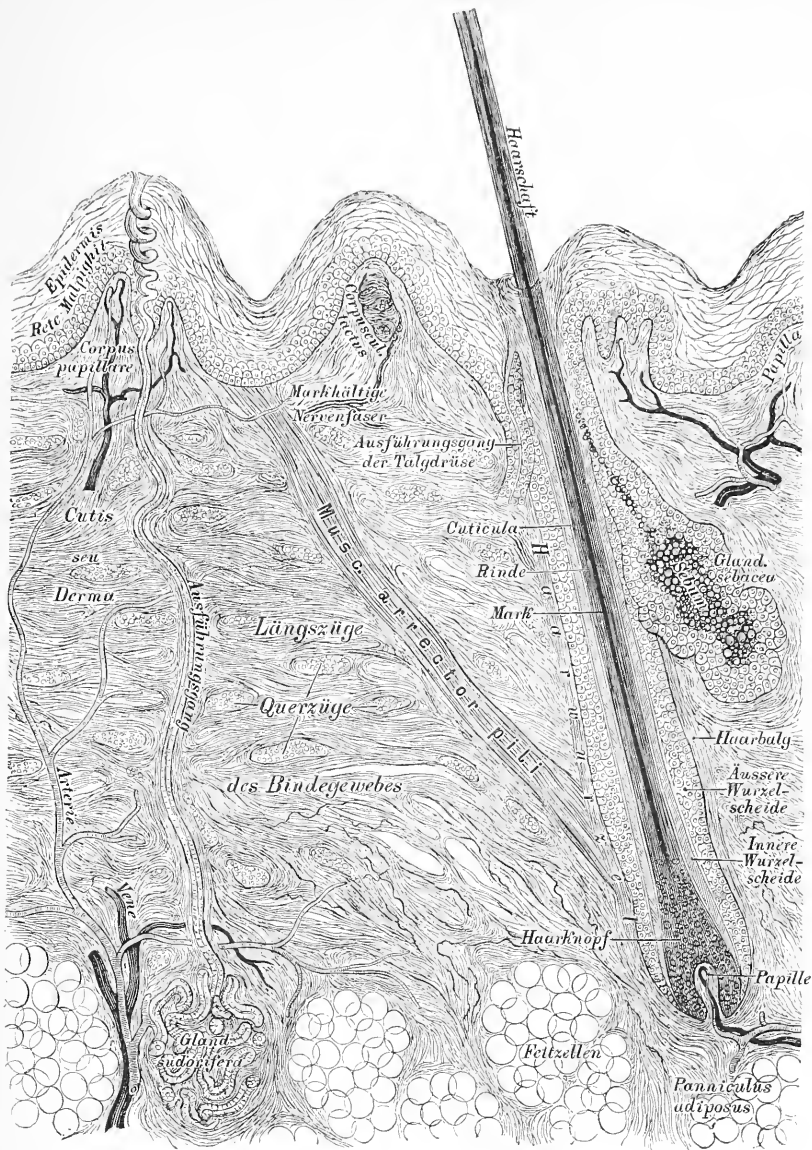 Haarschaft
Epidermis
Rete Malpighii
Corpus
papillare
Corpuscul.
tactus
Papilla
Markhältige
Nervenfaser
Ausführungsgang
der Talgdrüse
Cutis
seu
Derma
Musc. arrector pili
Cuticula
Rinde
Mark
Haarwurzel
Gland.
sebacea
Ausführungsgang
Längszüge
Querzüge
des Bindegewebes
Haarbalg
Äussere
Wurzel-
scheide
Innere
Wurzel-
scheide
Arterie
Vene
Haarknopf
Papille
Gland.
sudorifera
Fettzellen
Panniculus
adiposus